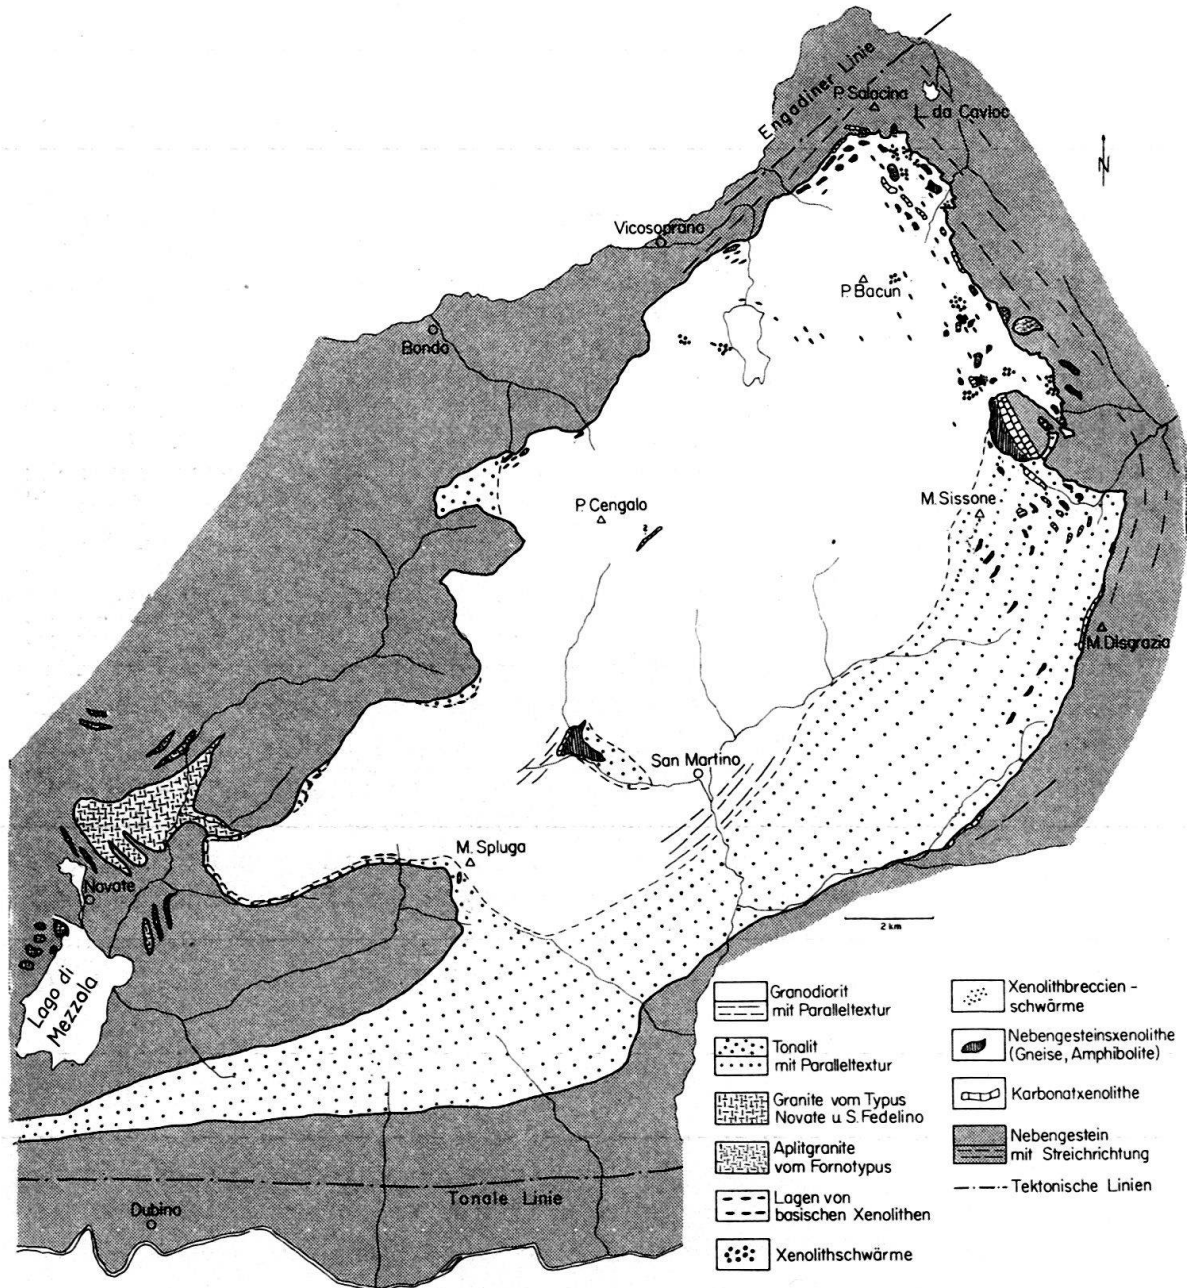 Engadiner Linie
P. Salacina
L. da Cavloc
N
Vicosoprano
P. Bacun
Bondo
P. Cengalo
M. Sissone
M. Disgrazia
San Martino
M. Spluga
Novate
2 km
Lago di
Mezzola
Tonale Linie
Dubino
Granodiorit
mit Paralleltextur
Tonalit
mit Paralleltextur
Granite vom Typus
Novate u S. Fedelino
Aplitgranite
vom Fornotypus
Lagen von
basischen Xenolithen
Xenolithschwärme
Xenolithbreccien-
schwärme
Nebengesteinsxenolithe
(Gneise, Amphibolite)
Karbonatxenolithe
Nebengestein
mit Streichrichtung
Tektonische Linien